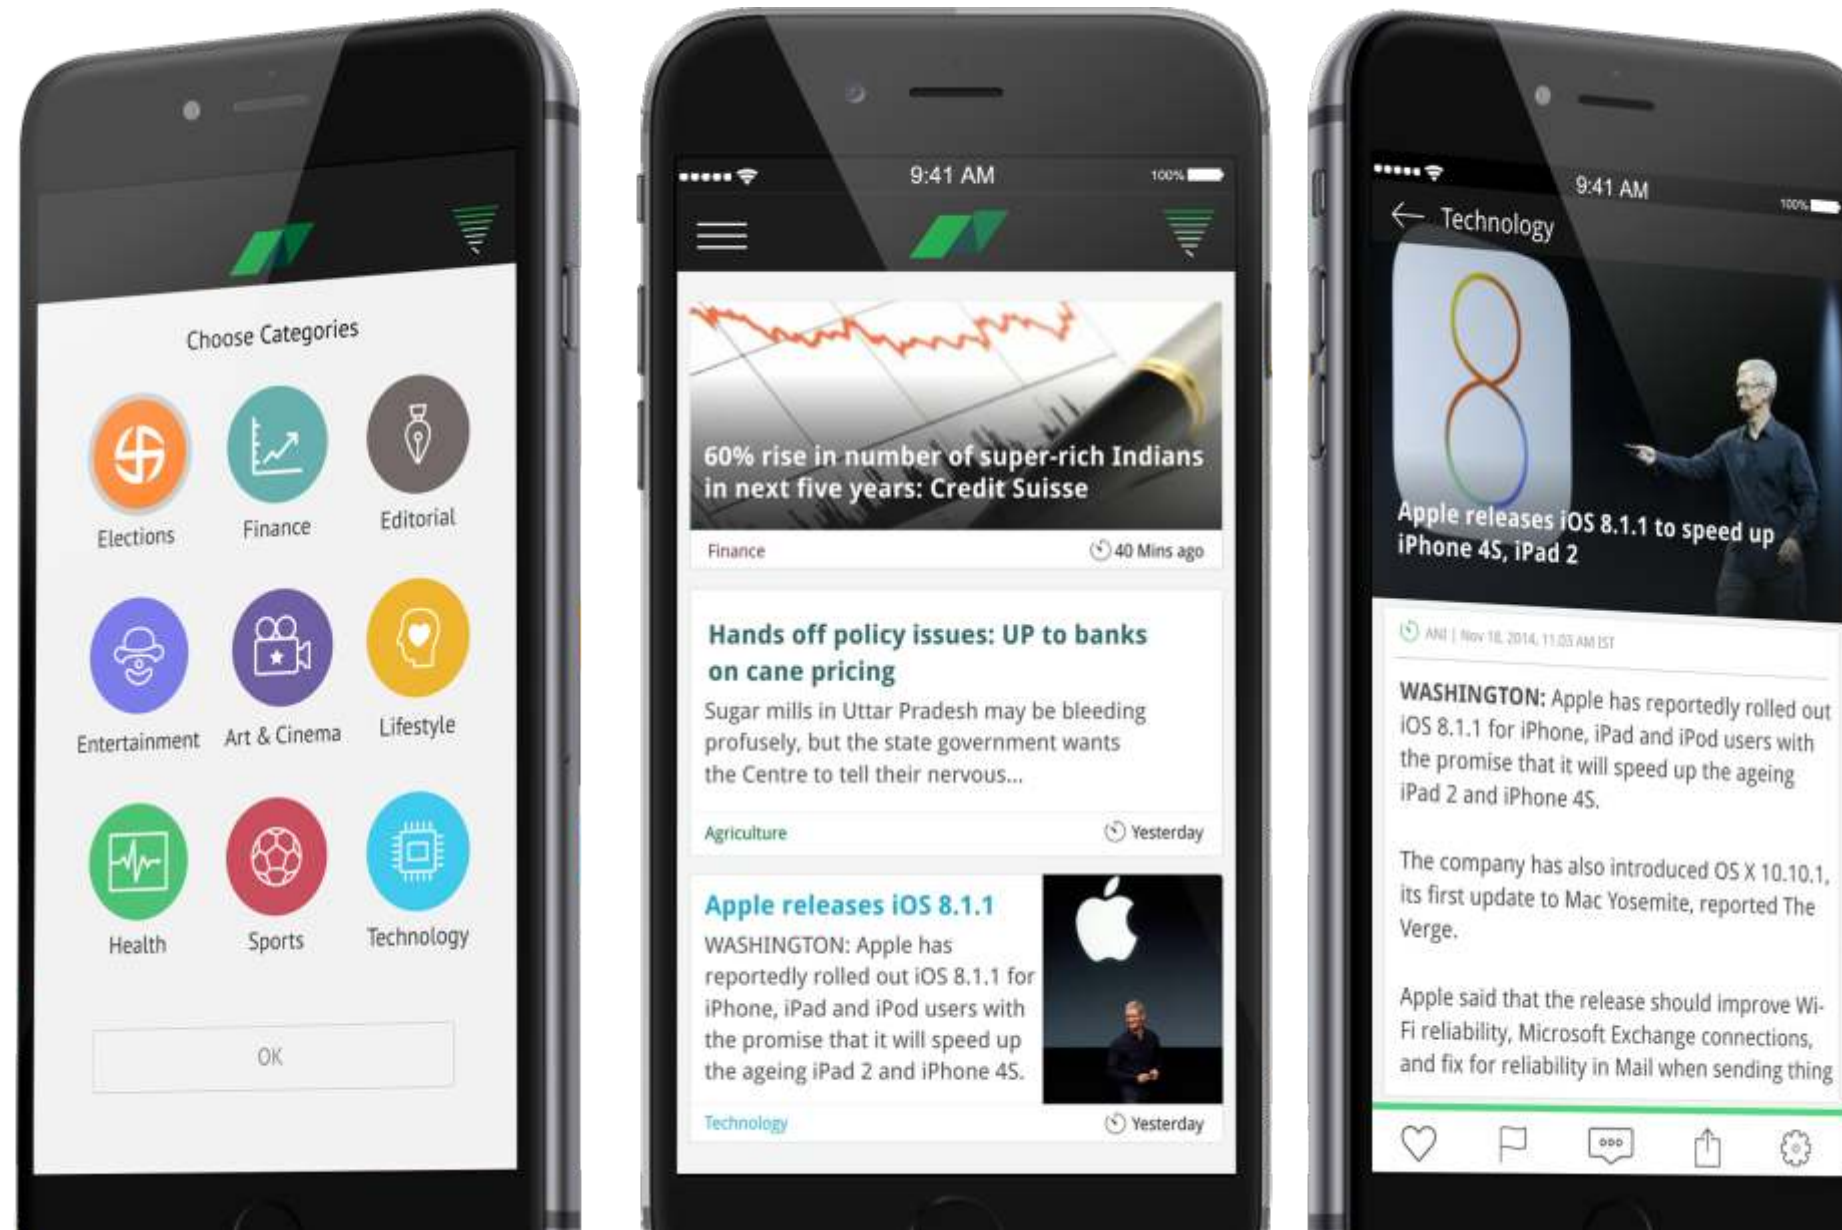 Choose Categories
Elections
Finance
Editorial
Entertainment
Art & Cinema
Lifestyle
Health
Sports
Technology
OK
9:41 AM
100%
60% rise in number of super-rich Indians
in next five years: Credit Suisse
Finance
40 Mins ago
Hands off policy issues: UP to banks
on cane pricing
Sugar mills in Uttar Pradesh may be bleeding
profusely, but the state government wants
the Centre to tell their nervous...
Agriculture
Yesterday
Apple releases iOS 8.1.1
WASHINGTON: Apple has
reportedly rolled out iOS 8.1.1 for
iPhone, iPad and iPod users with
the promise that it will speed up
the ageing iPad 2 and iPhone 4S.
Technology
Yesterday
9:41 AM
100%
Technology
8
Apple releases iOS 8.1.1 to speed up
iPhone 4S, iPad 2
ANI | Nov 18, 2014, 11.03 AM IST
WASHINGTON: Apple has reportedly rolled out
iOS 8.1.1 for iPhone, iPad and iPod users with
the promise that it will speed up the ageing
iPad 2 and iPhone 4S.
The company has also introduced OS X 10.10.1,
its first update to Mac Yosemite, reported The
Verge.
Apple said that the release should improve Wi-
Fi reliability, Microsoft Exchange connections,
and fix for reliability in Mail when sending thing